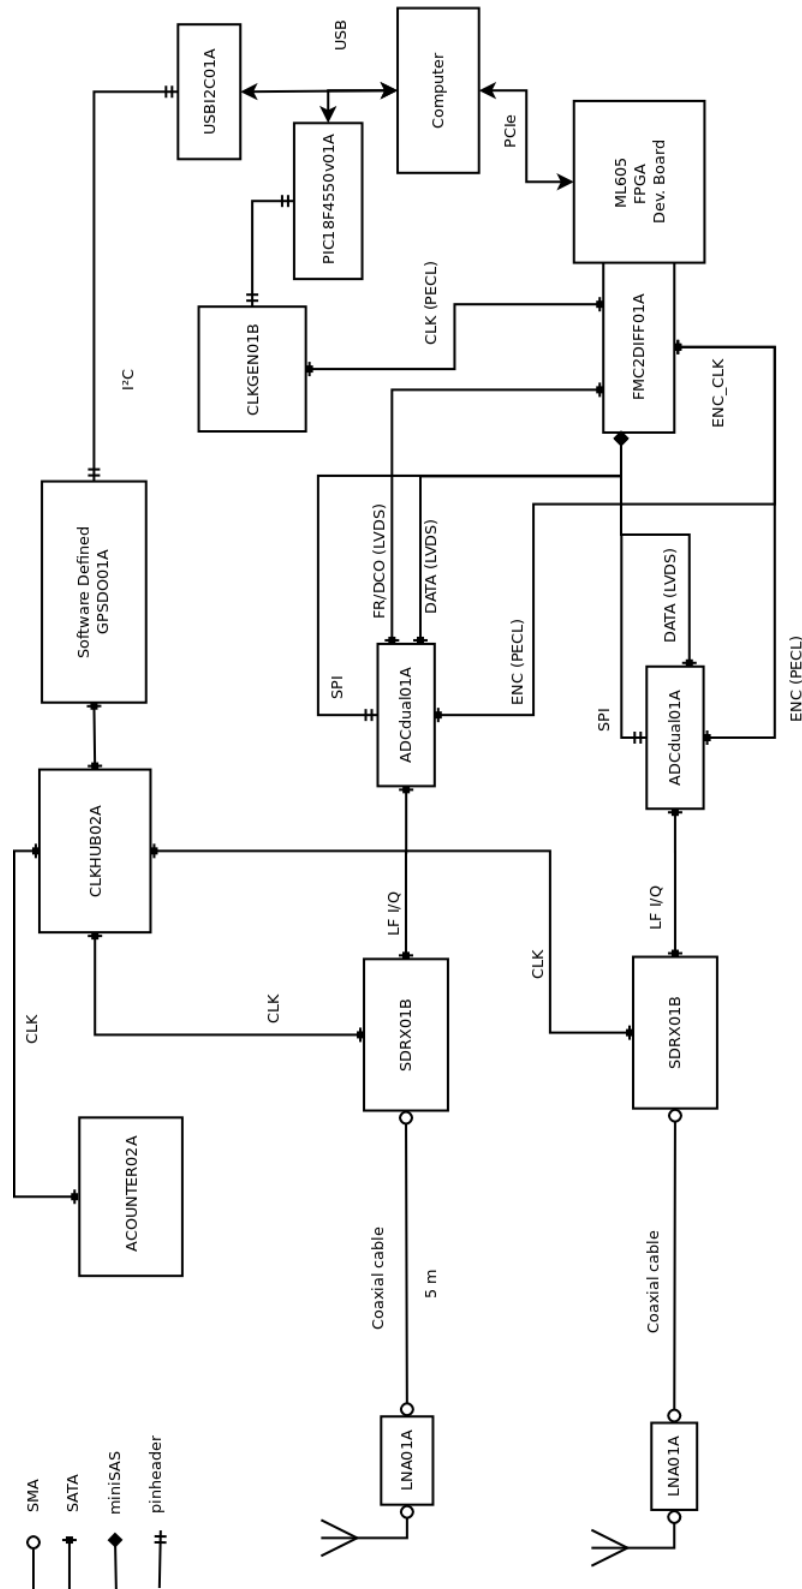 SMA
SATA
miniSAS
pinheader
ACOUNTER02A
CLK
CLKHUB02A
Software Defined
GPSDO01A
I²C
USBI2C01A
USB
CLK
CLKGEN01B
PIC18F4550v01A
Computer
LNA01A
Coaxial cable
5 m
SDRX01B
LF I/Q
ADCdual01A
SPI
FR/DCO (LVDS)
DATA (LVDS)
CLK (PECL)
PCIe
ENC (PECL)
CLK
LNA01A
Coaxial cable
SDRX01B
LF I/Q
ADCdual01A
SPI
DATA (LVDS)
FMC2DIFF01A
ML605
FPGA
Dev. Board
ENC_CLK
ENC (PECL)